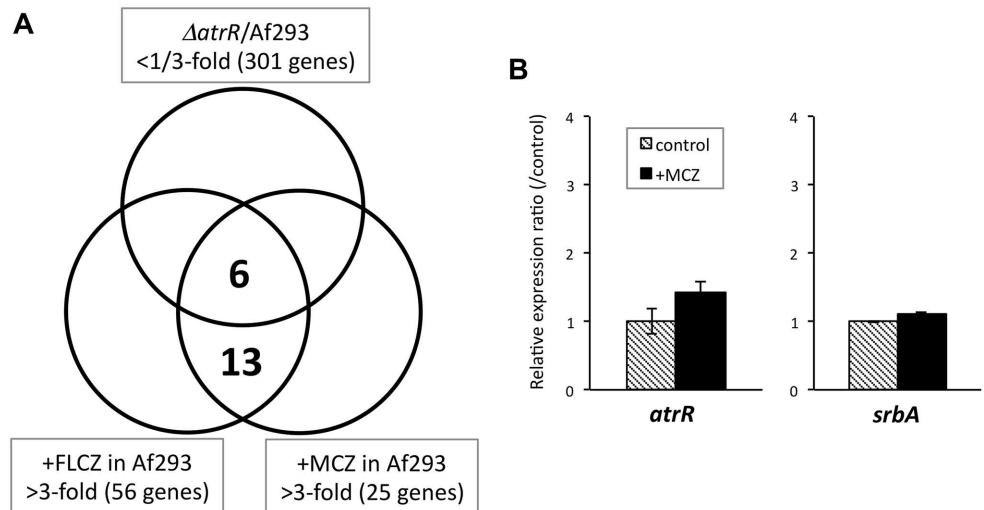 A
ΔatrR/Af293
<1/3-fold (301 genes)
6
13
+FLCZ in Af293
>3-fold (56 genes)
+MCZ in Af293
>3-fold (25 genes)
B
Relative expression ratio (/control)
4
3
2
1
0
control
+MCZ
atrR
4
3
2
1
0
srbA